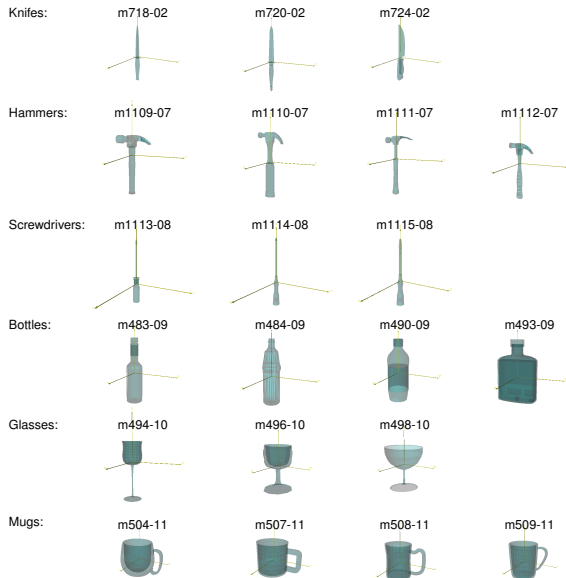 Knifes: m718-02 m720-02 m724-02
Hammers: m1109-07 m1110-07 m1111-07 m1112-07
Screwdrivers: m1113-08 m1114-08 m1115-08
Bottles: m483-09 m484-09 m490-09 m493-09
Glasses: m494-10 m496-10 m498-10
Mugs: m504-11 m507-11 m508-11 m509-11